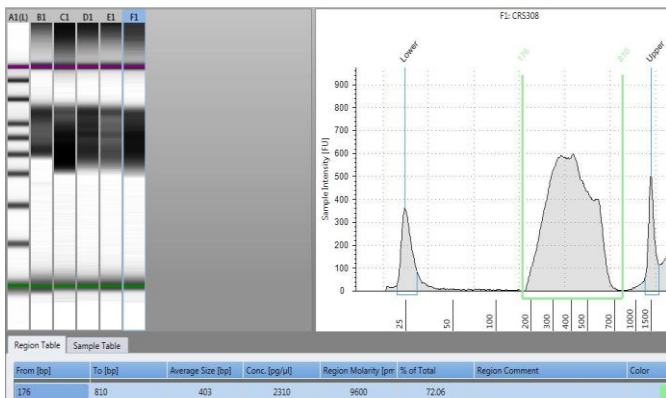 A1(L) B1 C1 D1 E1 F1
F1: CRS308
Lower
176
810
Upper
Sample Intensity [FU]
900
800
700
600
500
400
300
200
100
0
25 50 100 200 300 400 500 700 1000 1500
Region Table Sample Table
From [bp] To [bp] Average Size [bp] Conc. [pg/µl] Region Molarity [pm % of Total Region Comment Color
176 810 403 2310 9600 72.06